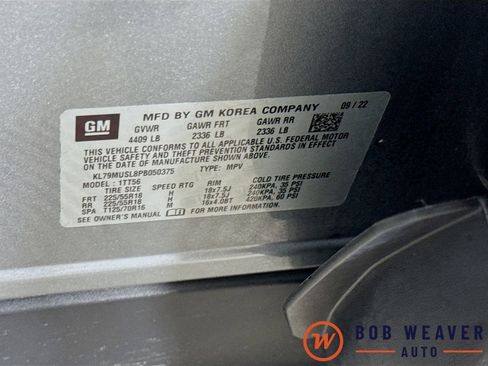 GM MFD BY GM KOREA COMPANY 09/22
GVWR GAWR FRT GAWR RR
4409 LB 2336 LB 2336 LB
THIS VEHICLE CONFORMS TO ALL APPLICABLE U.S. FEDERAL MOTOR
VEHICLE SAFETY AND THEFT PREVENTION STANDARDS IN EFFECT ON
THE DATE OF MANUFACTURE SHOWN ABOVE.
KL79MUSL8PB050375 TYPE: MPV
MODEL: 1TT56
TIRE SIZE SPEED RTG RIM COLD TIRE PRESSURE
FRT 225/55R18 H 18x7.5J 240KPA, 35 PSI
RR 225/55R18 H 18x7.5J 240KPA, 35 PSI
SPA T125/70R16 M 16x4.0BT 420KPA, 60 PSI
SEE OWNER'S MANUAL FOR MORE INFORMATION.
W BOB WEAVER
AUTO